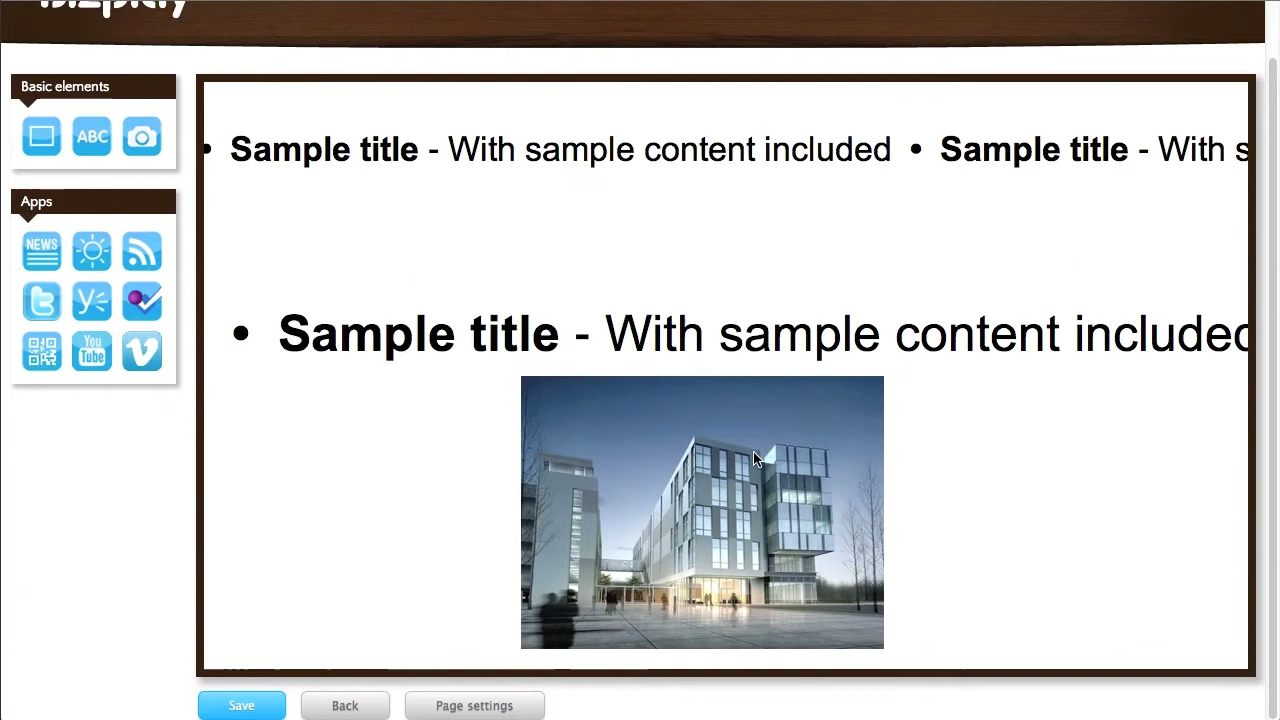 Bizplay
Basic elements
ABC
Apps
NEWS
You
Tube
• Sample title - With sample content included • Sample title - With s
• Sample title - With sample content included
Save
Back
Page settings